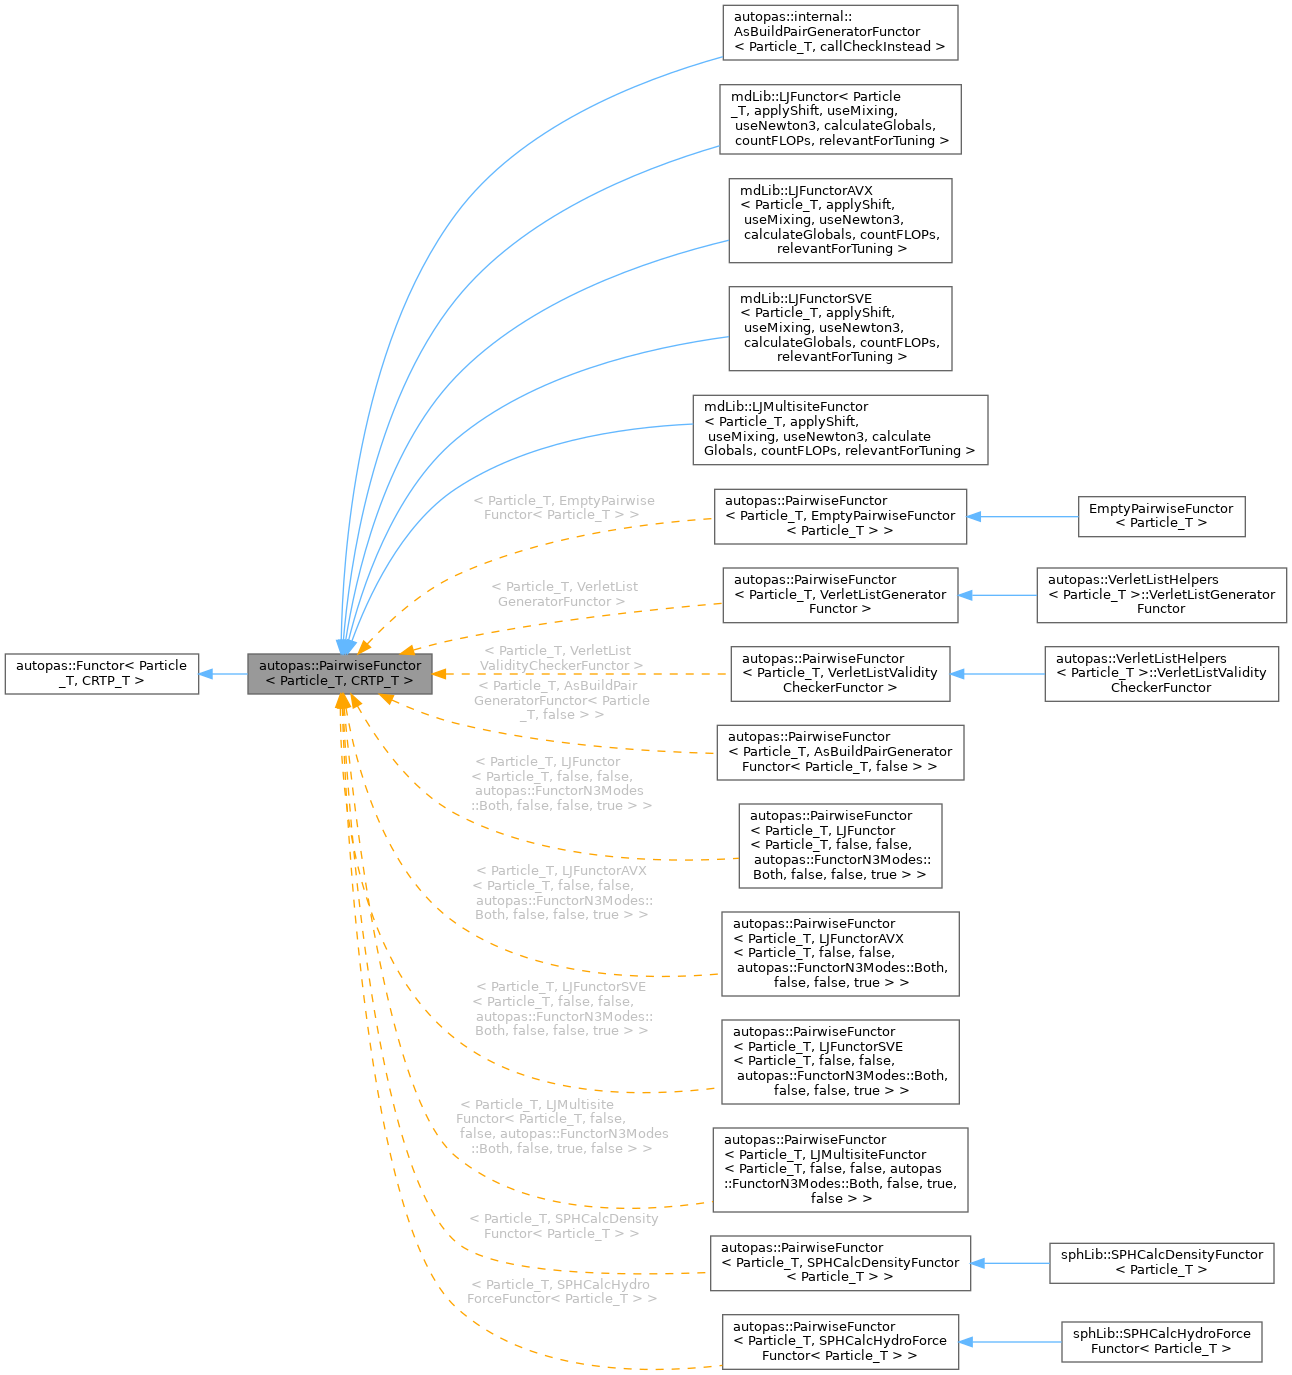 autopas::internal::
AsBuildPairGeneratorFunctor
< Particle_T, callCheckInstead >
mdLib::LJFunctor< Particle
_T, applyShift, useMixing,
useNewton3, calculateGlobals,
countFLOPs, relevantForTuning >
mdLib::LJFunctorAVX
< Particle_T, applyShift,
useMixing, useNewton3,
calculateGlobals, countFLOPs,
relevantForTuning >
mdLib::LJFunctorSVE
< Particle_T, applyShift,
useMixing, useNewton3,
calculateGlobals, countFLOPs,
relevantForTuning >
mdLib::LJMultisiteFunctor
< Particle_T, applyShift,
useMixing, useNewton3, calculate
Globals, countFLOPs, relevantForTuning >
< Particle_T, EmptyPairwise
Functor< Particle_T > >
autopas::PairwiseFunctor
< Particle_T, EmptyPairwiseFunctor
< Particle_T > >
EmptyPairwiseFunctor
< Particle_T >
< Particle_T, VerletList
GeneratorFunctor >
autopas::PairwiseFunctor
< Particle_T, VerletListGenerator
Functor >
autopas::VerletListHelpers
< Particle_T >::VerletListGenerator
Functor
autopas::Functor< Particle
_T, CRTP_T >
autopas::PairwiseFunctor
< Particle_T, CRTP_T >
< Particle_T, VerletList
ValidityCheckerFunctor >
autopas::PairwiseFunctor
< Particle_T, VerletListValidity
CheckerFunctor >
autopas::VerletListHelpers
< Particle_T >::VerletListValidity
CheckerFunctor
< Particle_T, AsBuildPair
GeneratorFunctor< Particle
_T, false > >
autopas::PairwiseFunctor
< Particle_T, AsBuildPairGenerator
Functor< Particle_T, false > >
< Particle_T, LJFunctor
< Particle_T, false, false,
autopas::FunctorN3Modes
::Both, false, false, true > >
autopas::PairwiseFunctor
< Particle_T, LJFunctor
< Particle_T, false, false,
autopas::FunctorN3Modes::
Both, false, false, true > >
< Particle_T, LJFunctorAVX
< Particle_T, false, false,
autopas::FunctorN3Modes::
Both, false, false, true > >
autopas::PairwiseFunctor
< Particle_T, LJFunctorAVX
< Particle_T, false, false,
autopas::FunctorN3Modes::Both,
false, false, true > >
< Particle_T, LJFunctorSVE
< Particle_T, false, false,
autopas::FunctorN3Modes::
Both, false, false, true > >
autopas::PairwiseFunctor
< Particle_T, LJFunctorSVE
< Particle_T, false, false,
autopas::FunctorN3Modes::Both,
false, false, true > >
< Particle_T, LJMultisite
Functor< Particle_T, false,
false, autopas::FunctorN3Modes
::Both, false, true, false > >
autopas::PairwiseFunctor
< Particle_T, LJMultisiteFunctor
< Particle_T, false, false, autopas
::FunctorN3Modes::Both, false, true,
false > >
< Particle_T, SPHCalcDensity
Functor< Particle_T > >
autopas::PairwiseFunctor
< Particle_T, SPHCalcDensityFunctor
< Particle_T > >
sphLib::SPHCalcDensityFunctor
< Particle_T >
< Particle_T, SPHCalcHydro
ForceFunctor< Particle_T > >
autopas::PairwiseFunctor
< Particle_T, SPHCalcHydroForce
Functor< Particle_T > >
sphLib::SPHCalcHydroForce
Functor< Particle_T >